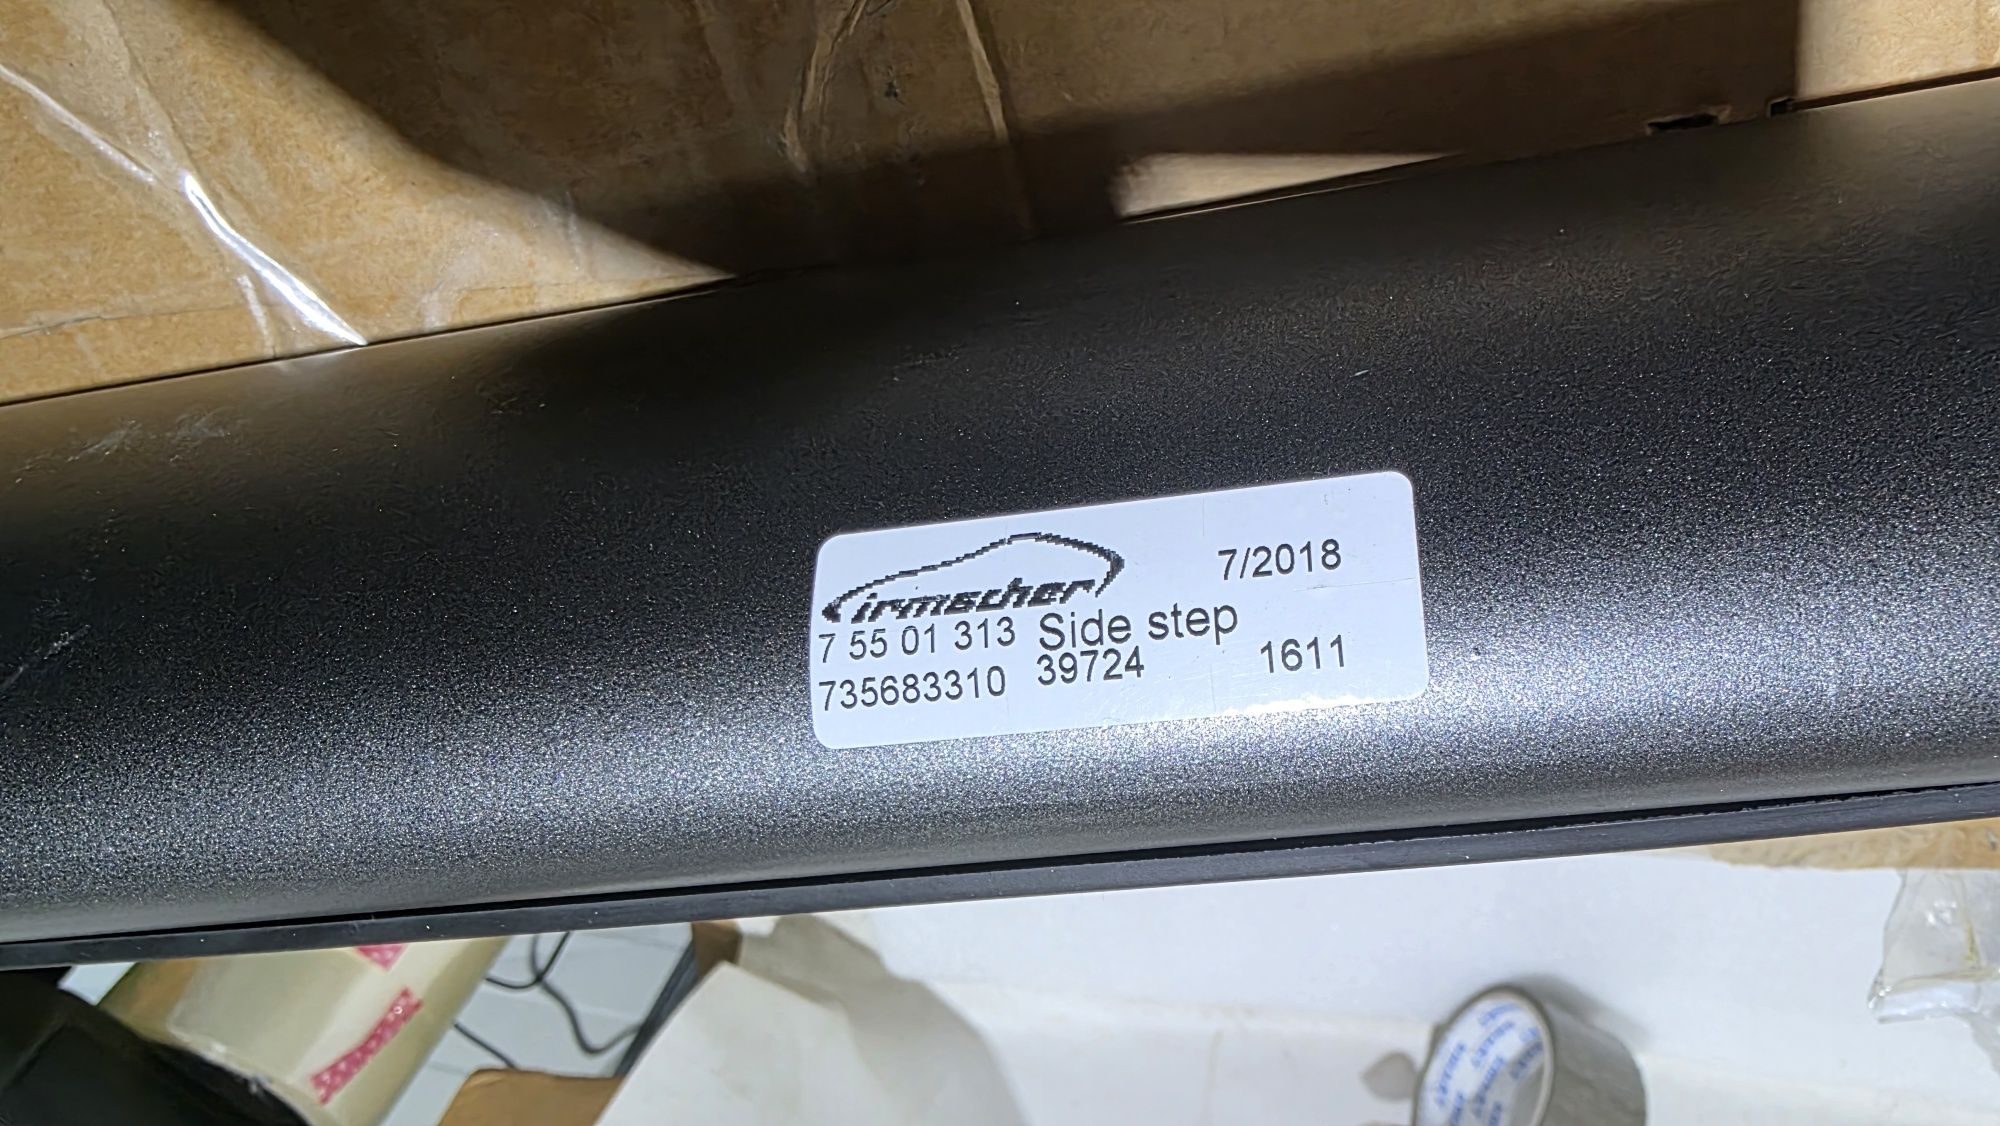 irmscher
7/2018
7 55 01 313 Side step
735683310 39724 1611